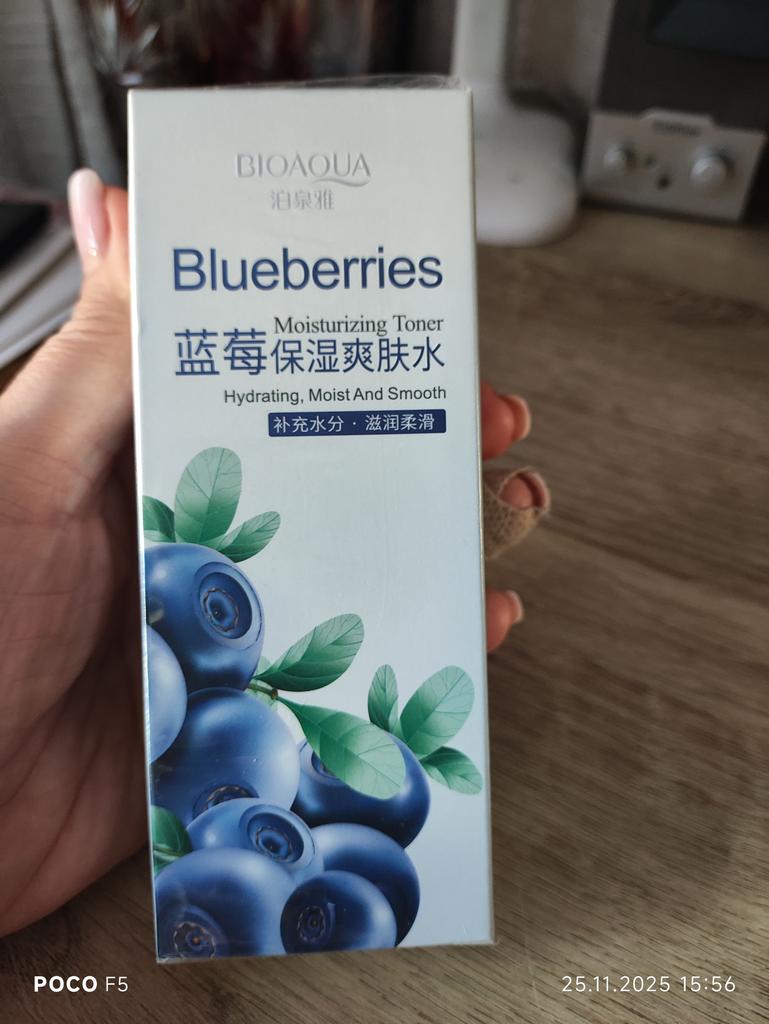 BIOAQUA
泊泉雅
Blueberries
Moisturizing Toner
蓝莓保湿爽肤水
Hydrating, Moist And Smooth
补充水分 · 滋润柔滑
POCO F5
25.11.2025 15:56